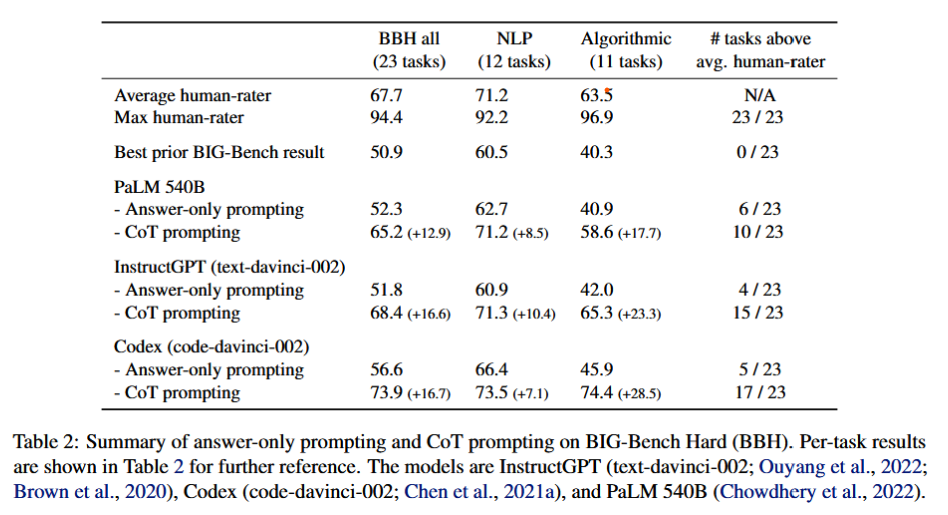 BBH all NLP Algorithmic # tasks above
(23 tasks) (12 tasks) (11 tasks) avg. human-rater
Average human-rater 67.7 71.2 63.5 N/A
Max human-rater 94.4 92.2 96.9 23 / 23
Best prior BIG-Bench result 50.9 60.5 40.3 0 / 23
PaLM 540B
- Answer-only prompting 52.3 62.7 40.9 6 / 23
- CoT prompting 65.2 (+12.9) 71.2 (+8.5) 58.6 (+17.7) 10 / 23
InstructGPT (text-davinci-002)
- Answer-only prompting 51.8 60.9 42.0 4 / 23
- CoT prompting 68.4 (+16.6) 71.3 (+10.4) 65.3 (+23.3) 15 / 23
Codex (code-davinci-002)
- Answer-only prompting 56.6 66.4 45.9 5 / 23
- CoT prompting 73.9 (+16.7) 73.5 (+7.1) 74.4 (+28.5) 17 / 23
Table 2: Summary of answer-only prompting and CoT prompting on BIG-Bench Hard (BBH). Per-task results
are shown in Table 2 for further reference. The models are InstructGPT (text-davinci-002; Ouyang et al., 2022;
Brown et al., 2020), Codex (code-davinci-002; Chen et al., 2021a), and PaLM 540B (Chowdhery et al., 2022).